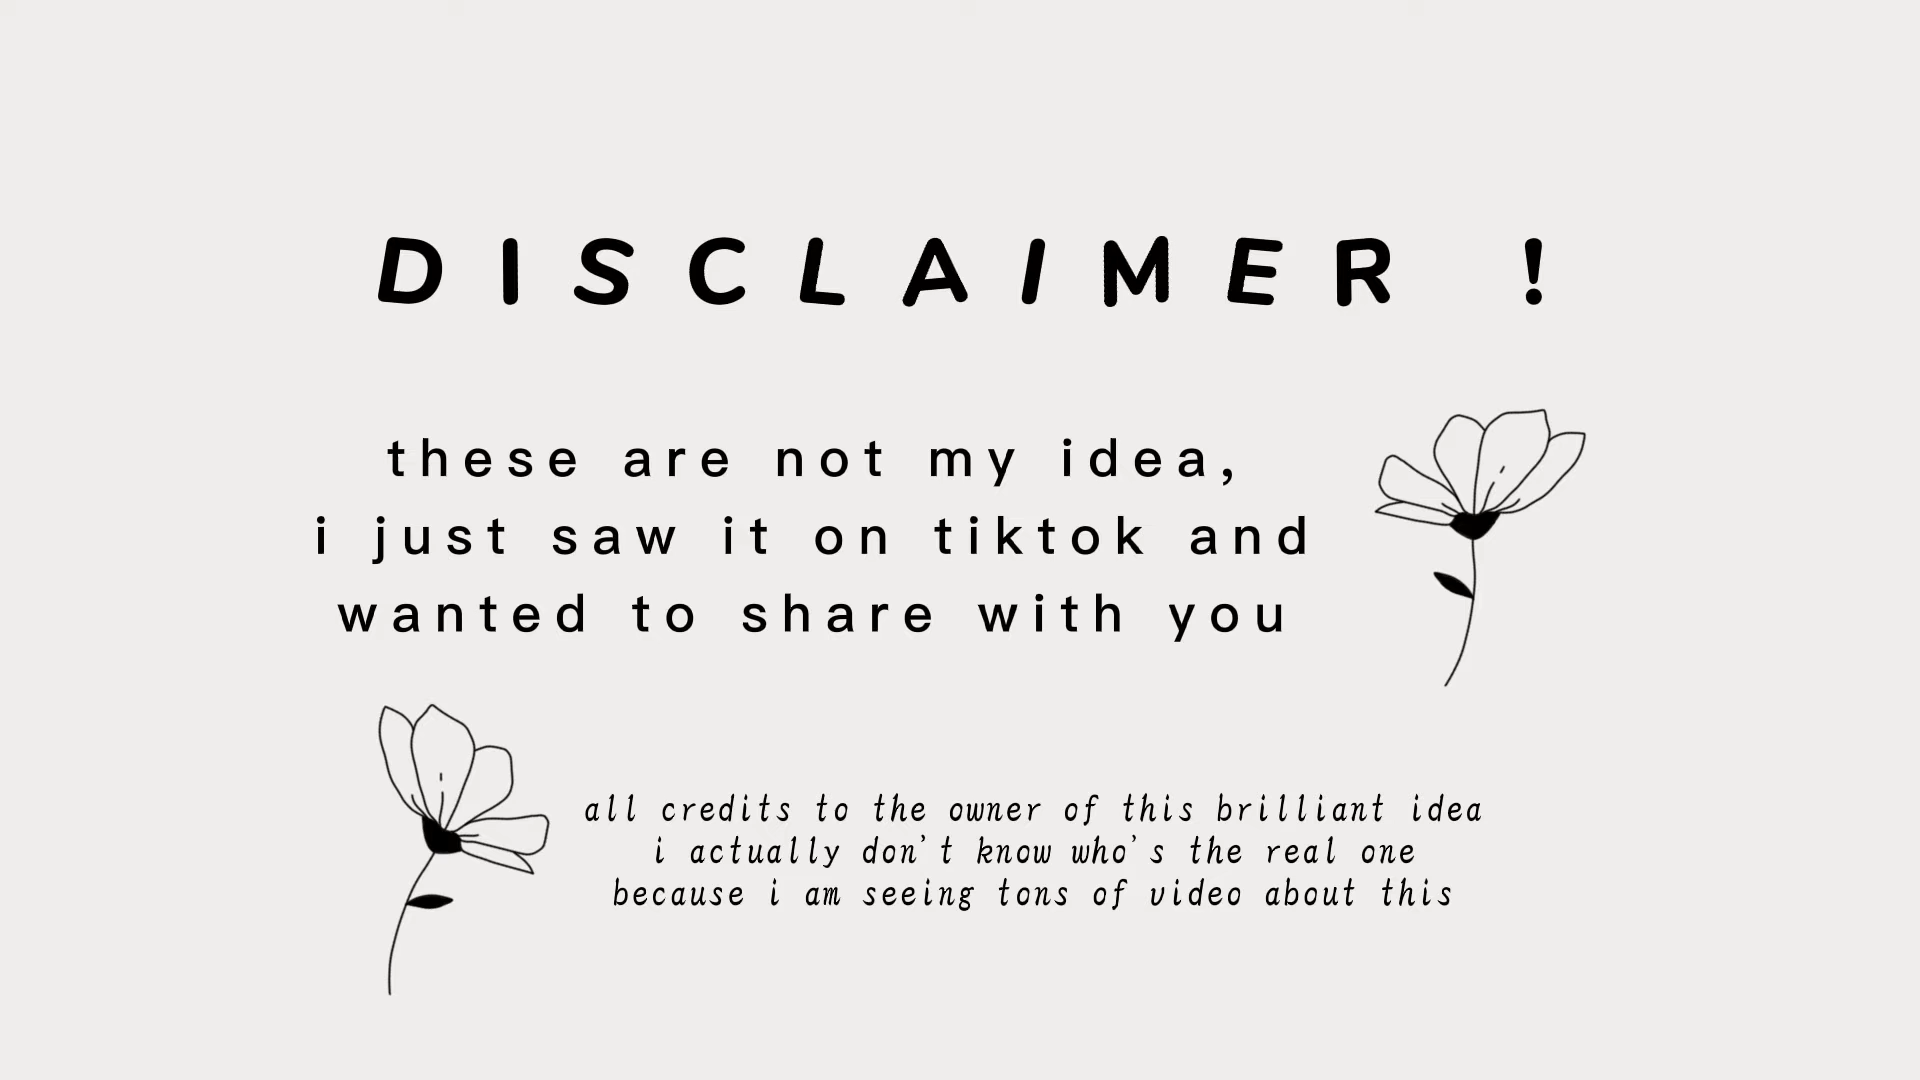 DISCLAIMER !
these are not my idea,
i just saw it on tiktok and
wanted to share with you
all credits to the owner of this brilliant idea
i actually don't know who's the real one
because i am seeing tons of video about this